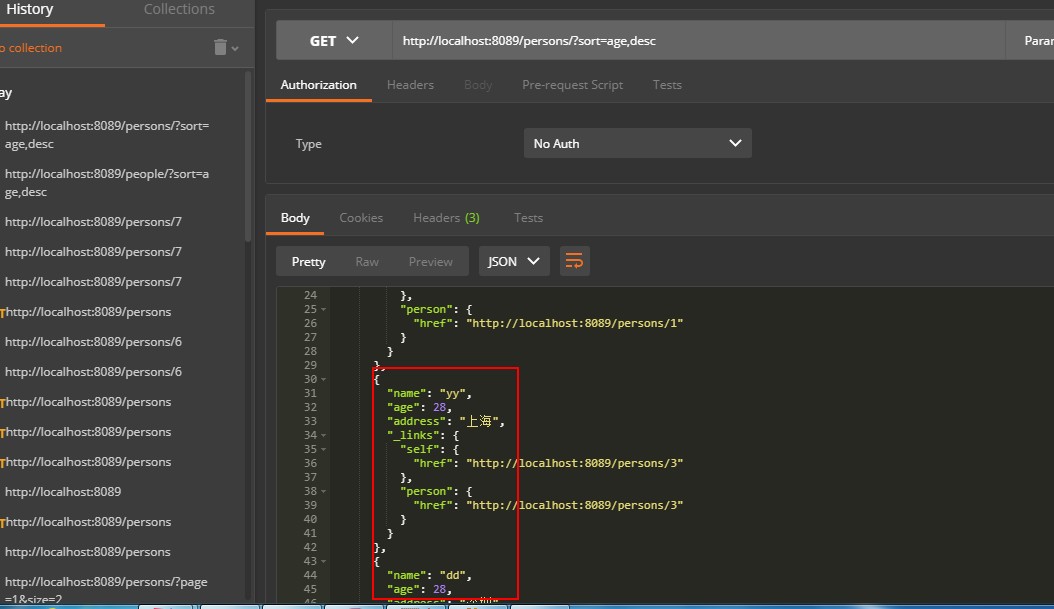 History
Collections
o collection
ay
http://localhost:8089/persons/?sort=
age,desc
http://localhost:8089/people/?sort=a
ge,desc
http://localhost:8089/persons/7
http://localhost:8089/persons/7
http://localhost:8089/persons/7
http://localhost:8089/persons
http://localhost:8089/persons/6
http://localhost:8089/persons/6
http://localhost:8089/persons
http://localhost:8089/persons
http://localhost:8089/persons
http://localhost:8089
http://localhost:8089/persons
http://localhost:8089/persons
http://localhost:8089/persons/?page
=1&size=2
GET
http://localhost:8089/persons/?sort=age,desc
Param
Authorization
Headers
Body
Pre-request Script
Tests
Type
No Auth
Body
Cookies
Headers (3)
Tests
Pretty
Raw
Preview
JSON
24 },
25 "person": {
26 "href": "http://localhost:8089/persons/1"
27 }
28 }
29 },
30 {
31 "name": "yy",
32 "age": 28,
33 "address": "上海",
34 "_links": {
35 "self": {
36 "href": "http://localhost:8089/persons/3"
37 },
38 "person": {
39 "href": "http://localhost:8089/persons/3"
40 }
41 }
42 },
43 {
44 "name": "dd",
45 "age": 28,